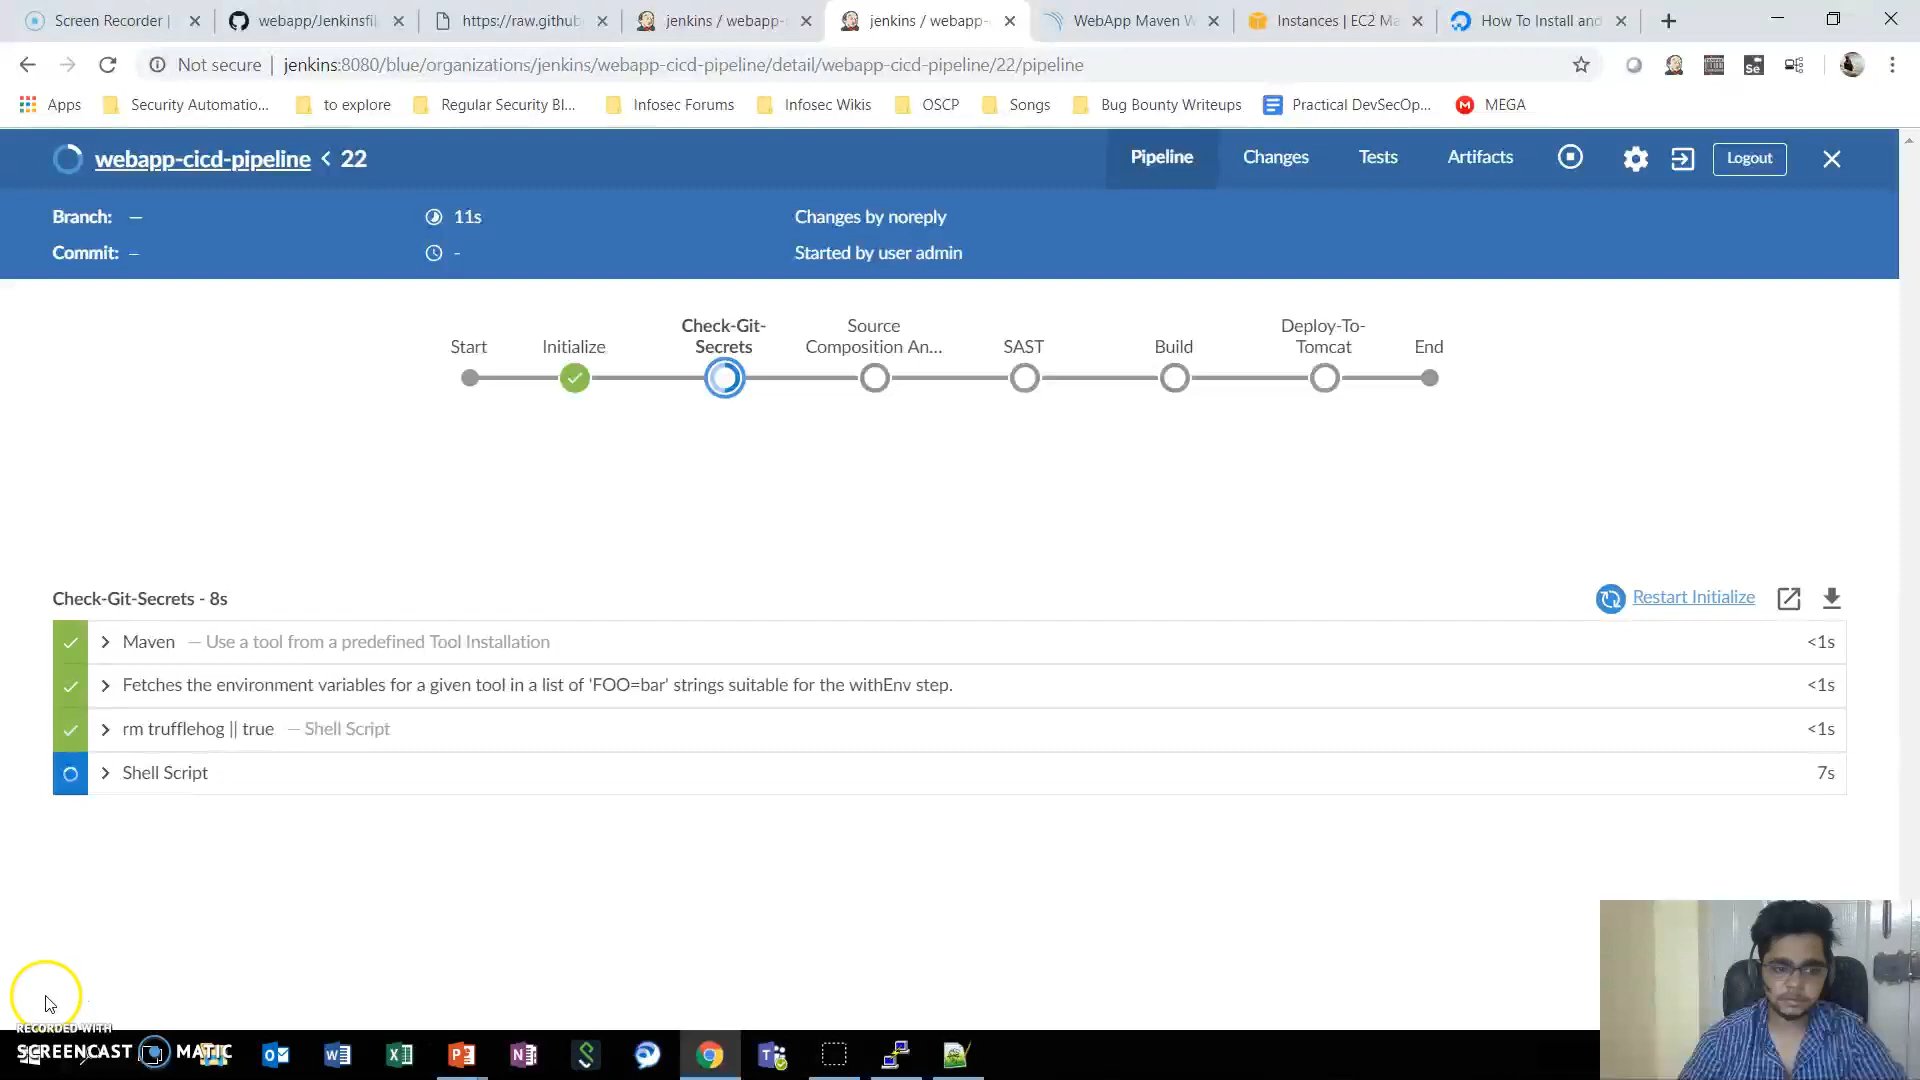 Screen Recorder |
webapp/Jenkinsfil
https://raw.github
jenkins / webapp-
jenkins / webapp-
WebApp Maven W
Instances | EC2 Ma
How To Install and
Not secure
jenkins:8080/blue/organizations/jenkins/webapp-cicd-pipeline/detail/webapp-cicd-pipeline/22/pipeline
Apps
Security Automatio...
to explore
Regular Security Bl...
Infosec Forums
Infosec Wikis
OSCP
Songs
Bug Bounty Writeups
Practical DevSecOp...
MEGA
webapp-cicd-pipeline < 22
Pipeline
Changes
Tests
Artifacts
Logout
Branch: —
11s
Changes by noreply
Commit: —
-
Started by user admin
Start
Initialize
Check-Git-
Secrets
Source
Composition An...
SAST
Build
Deploy-To-
Tomcat
End
Check-Git-Secrets - 8s
Restart Initialize
Maven — Use a tool from a predefined Tool Installation
<1s
Fetches the environment variables for a given tool in a list of 'FOO=bar' strings suitable for the withEnv step.
<1s
rm trufflehog || true — Shell Script
<1s
Shell Script
7s
RECORDED WITH
SCREENCAST MATIC